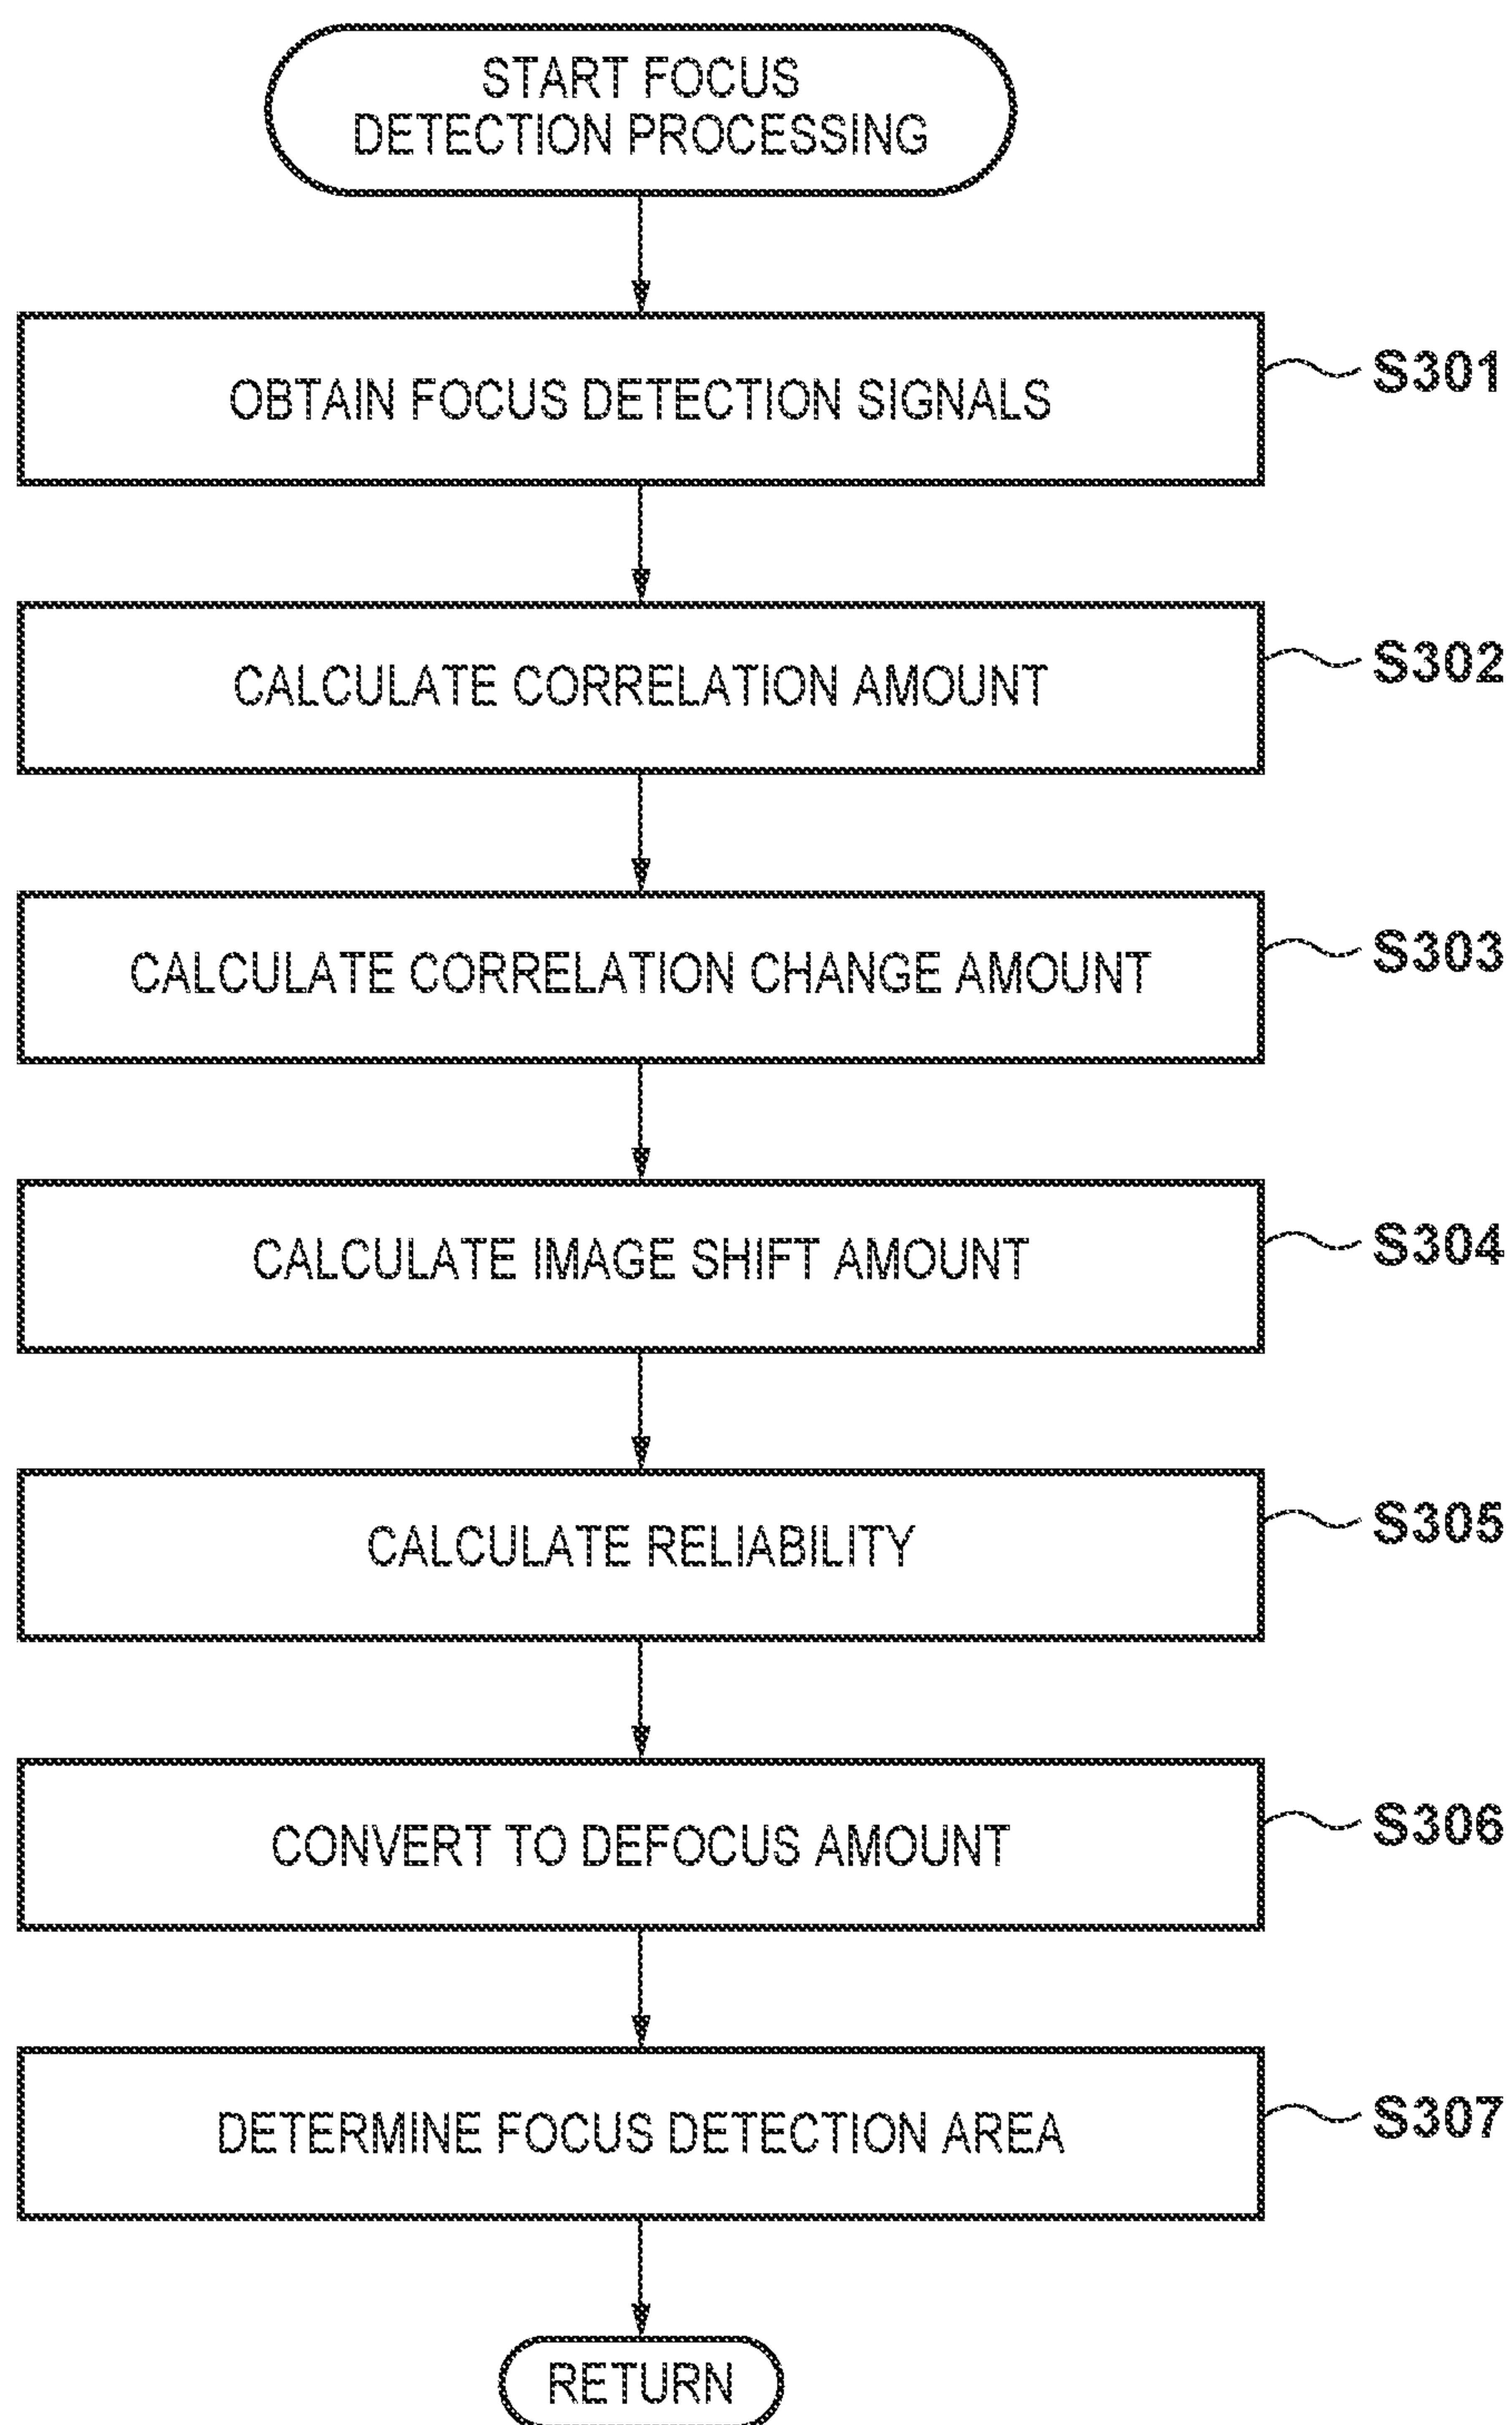 START FOCUS
DETECTION PROCESSING
OBTAIN FOCUS DETECTION SIGNALS
S301
CALCULATE CORRELATION AMOUNT
S302
CALCULATE CORRELATION CHANGE AMOUNT
S303
CALCULATE IMAGE SHIFT AMOUNT
S304
CALCULATE RELIABILITY
S305
CONVERT TO DEFOCUS AMOUNT
S306
DETERMINE FOCUS DETECTION AREA
S307
RETURN